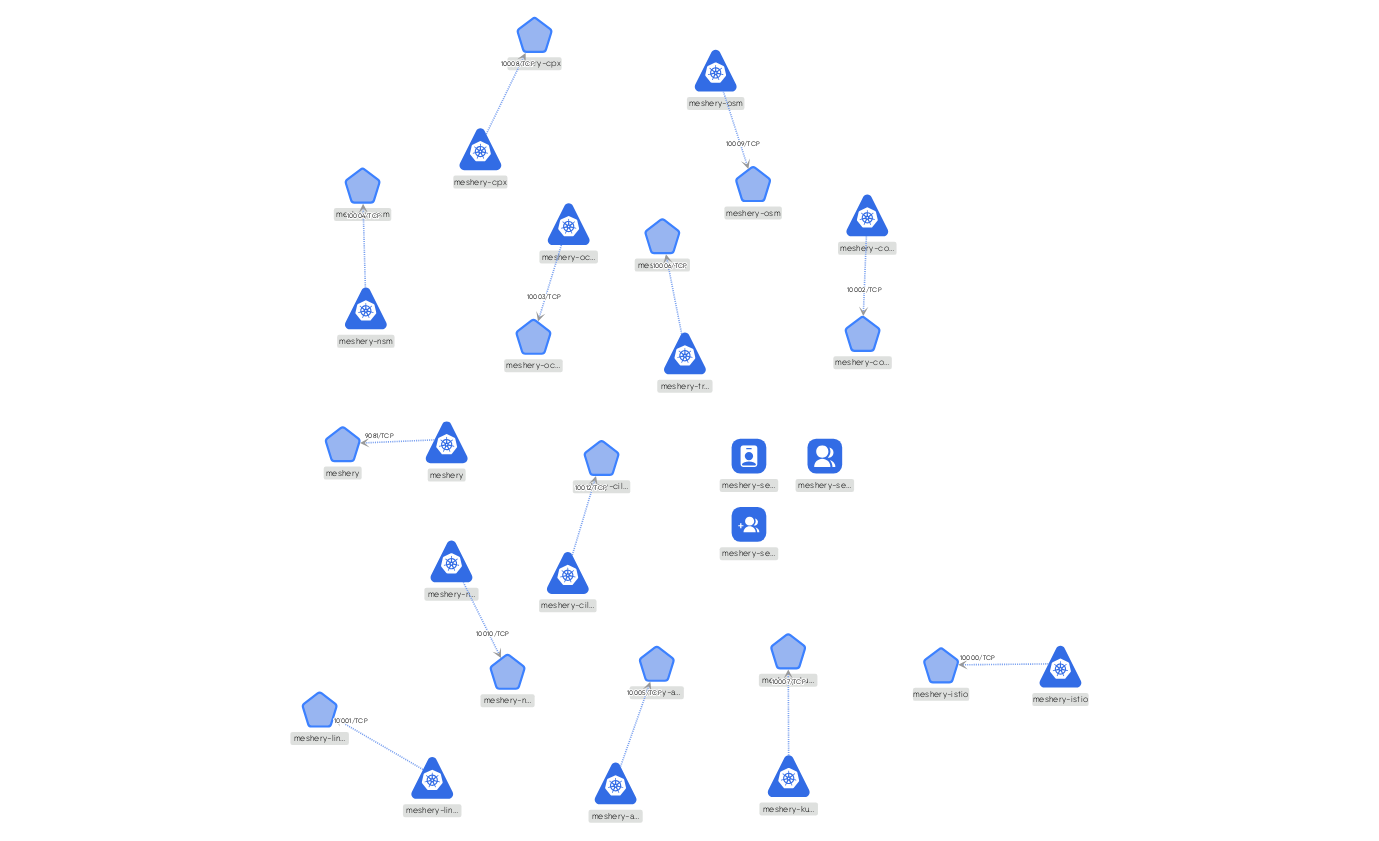 10008/TCP
y-cpx
meshery-osm
10009/TCP
meshery-cpx
meshery-osm
10004/TCP
meshery-oc...
10003/TCP
meshery-oc...
10006/TCP
meshery-co...
10002/TCP
meshery-co...
meshery-nsm
meshery-tr...
9081/TCP
meshery
meshery
10012/TCP
-cil...
meshery-se...
meshery-se...
meshery-se...
meshery-n...
meshery-cil...
10010/TCP
meshery-n...
10005/TCP
y-a...
10007/TCP
10000/TCP
meshery-istio
meshery-istio
10001/TCP
meshery-lin...
meshery-lin...
meshery-a...
meshery-ku...